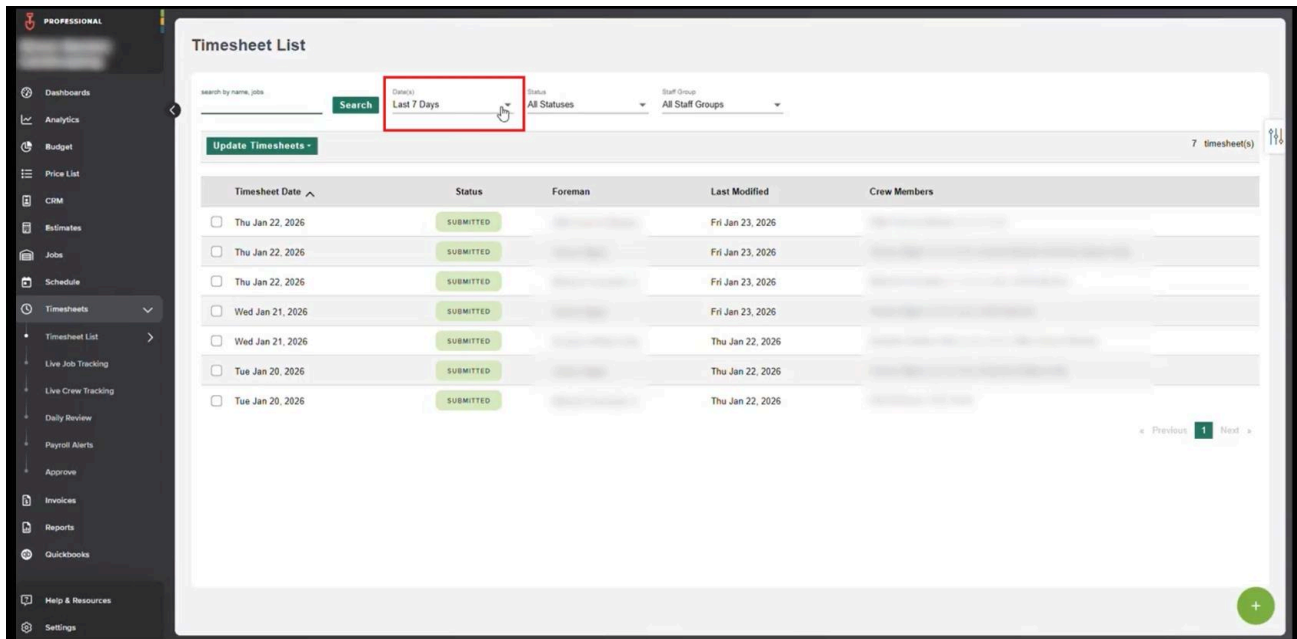 PROFESSIONAL
Dashboards
Analytics
Budget
Price List
CRM
Estimates
Jobs
Schedule
Timesheets
Timesheet List
Live Job Tracking
Live Crew Tracking
Daily Review
Payroll Alerts
Approve
Invoices
Reports
Quickbooks
Help & Resources
Settings
Timesheet List
search by name, jobs
Search
Date(s)
Last 7 Days
Status
All Statuses
Staff Group
All Staff Groups
Update Timesheets -
7 timesheet(s)
Timesheet Date Status Foreman Last Modified Crew Members
Thu Jan 22, 2026 SUBMITTED Fri Jan 23, 2026
Thu Jan 22, 2026 SUBMITTED Fri Jan 23, 2026
Thu Jan 22, 2026 SUBMITTED Fri Jan 23, 2026
Wed Jan 21, 2026 SUBMITTED Fri Jan 23, 2026
Wed Jan 21, 2026 SUBMITTED Thu Jan 22, 2026
Tue Jan 20, 2026 SUBMITTED Thu Jan 22, 2026
Tue Jan 20, 2026 SUBMITTED Thu Jan 22, 2026
« Previous 1 Next »